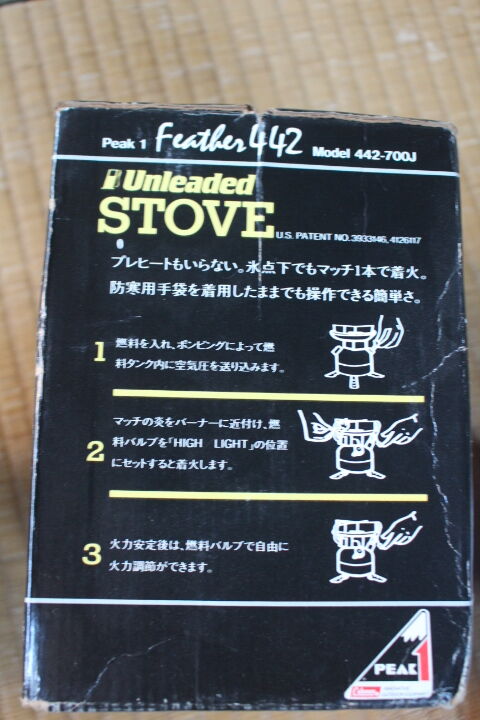 Peak 1 Feather 442 Model 442-700J
Unleaded
STOVE
U.S. PATENT NO. 3933146, 4126117
プレヒートもいらない。氷点下でもマッチ1本で着火。
防寒用手袋を着用したままでも操作できる簡単さ。
1
燃料を入れ、ポンピングによって燃
料タンク内に空気圧を送り込みます。
2
マッチの炎をバーナーに近付け、燃
料バルブを「HIGH LIGHT」の位置
にセットすると着火します。
3
火力安定後は、燃料バルブで自由に
火力調節ができます。
PEAK 1
Coleman